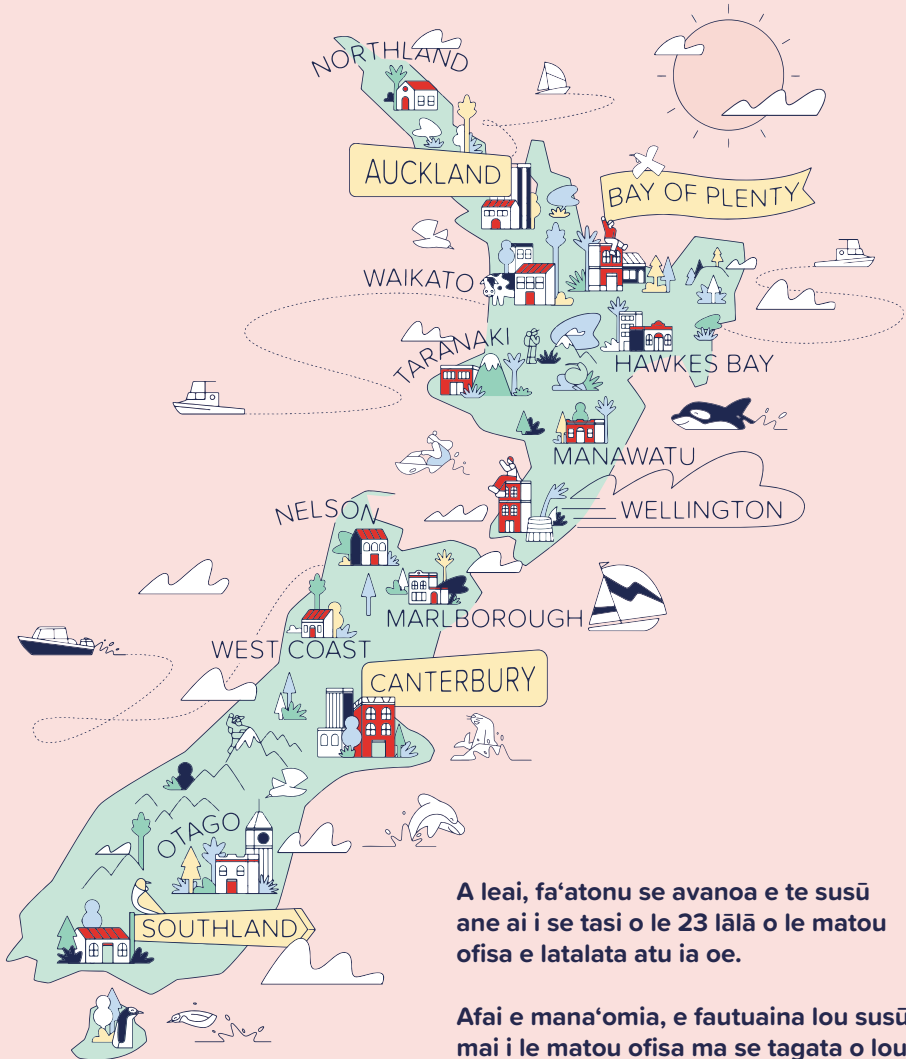 NORTHLAND
AUCKLAND
BAY OF PLENTY
WAIKATO
TARANAKI
HAWKES BAY
MANAWATU
WELLINGTON
NELSON
MARLBOROUGH
WEST COAST
CANTERBURY
OTAGO
SOUTHLAND
A leai, fa‘atonu se avanoa e te susū
ane ai i se tasi o le 23 lālā o le matou
ofisa e latalata atu ia oe.
Afai e mana‘omia, e fautuaina lou susū
mai i le matou ofisa ma se tagata o lou